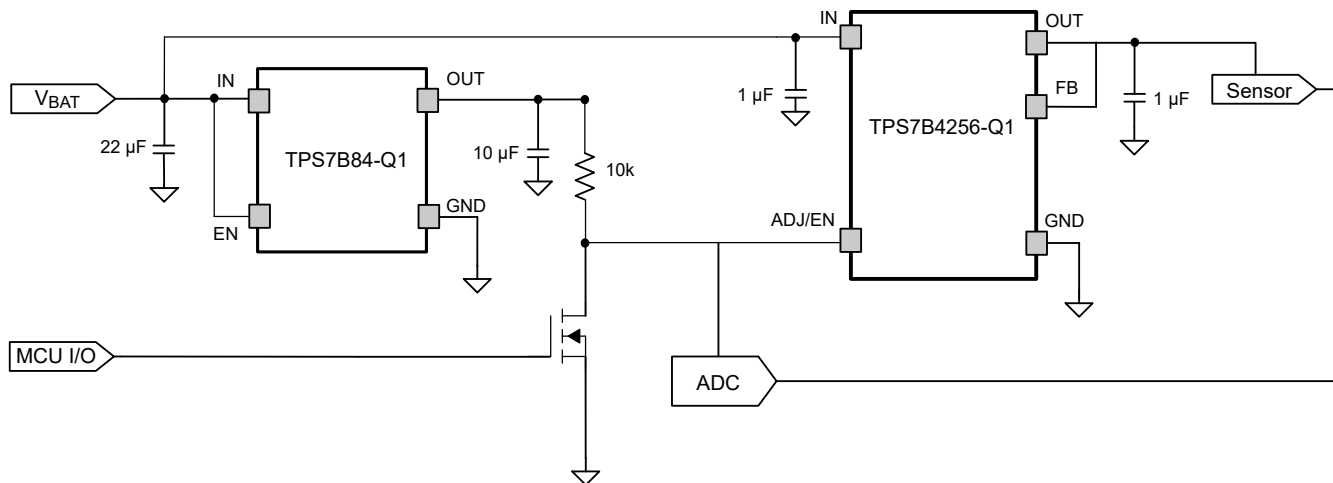 IN
OUT
V_BAT
IN
OUT
FB
1 µF
1 µF
Sensor
22 µF
TPS7B84-Q1
10 µF
TPS7B4256-Q1
10k
EN
GND
ADJ/EN
GND
MCU I/O
ADC